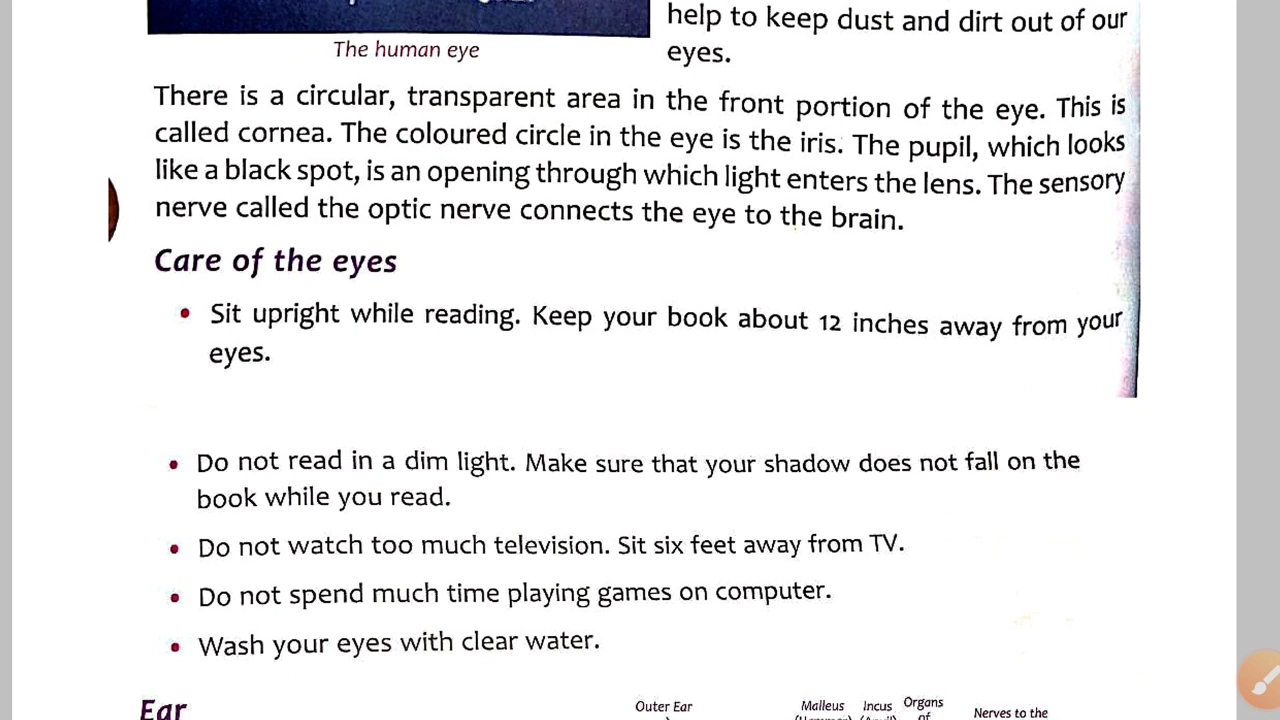 help to keep dust and dirt out of our
eyes.
The human eye
There is a circular, transparent area in the front portion of the eye. This is
called cornea. The coloured circle in the eye is the iris. The pupil, which looks
like a black spot, is an opening through which light enters the lens. The sensory
nerve called the optic nerve connects the eye to the brain.
Care of the eyes
• Sit upright while reading. Keep your book about 12 inches away from your
eyes.
• Do not read in a dim light. Make sure that your shadow does not fall on the
book while you read.
• Do not watch too much television. Sit six feet away from TV.
• Do not spend much time playing games on computer.
• Wash your eyes with clear water.
Ear
Outer Ear
Malleus Incus Organs
of
Nerves to the